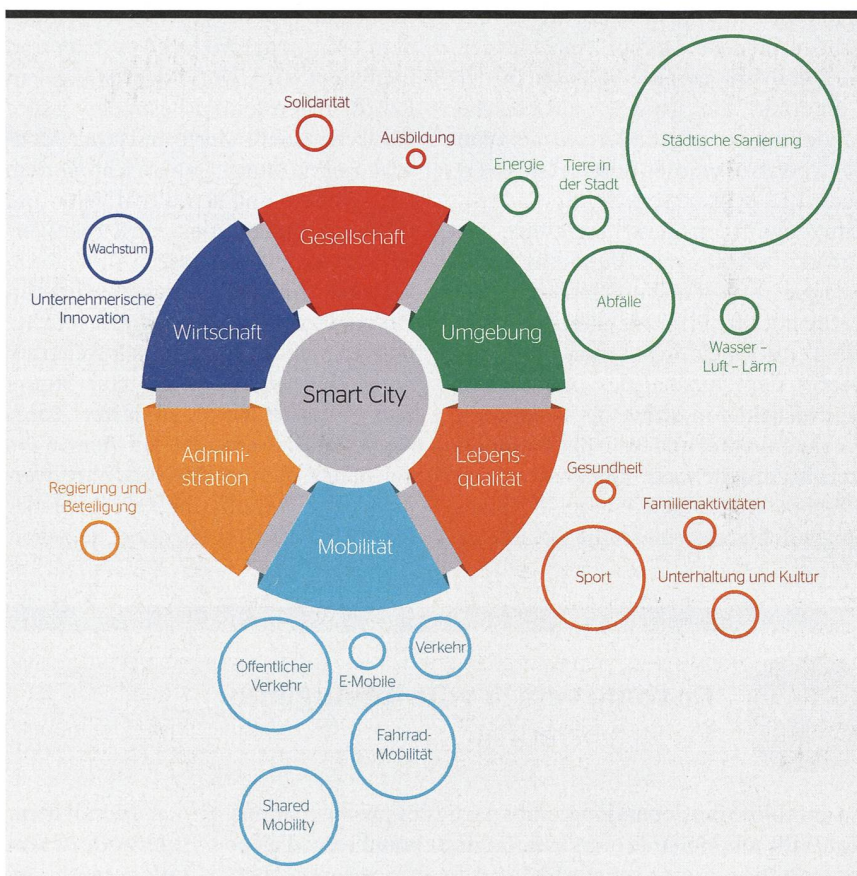 Solidarität
Ausbildung
Städtische Sanierung
Energie
Tiere in
der Stadt
Gesellschaft
Wachstum
Unternehmerische
Innovation
Abfälle
Wirtschaft
Umgebung
Wasser –
Luft – Lärm
Smart City
Admini-
stration
Lebens-
qualität
Gesundheit
Regierung und
Beteiligung
Familienaktivitäten
Mobilität
Sport
Unterhaltung und Kultur
Öffentlicher
Verkehr
E-Mobile
Verkehr
Fahrrad-
Mobilität
Shared
Mobility